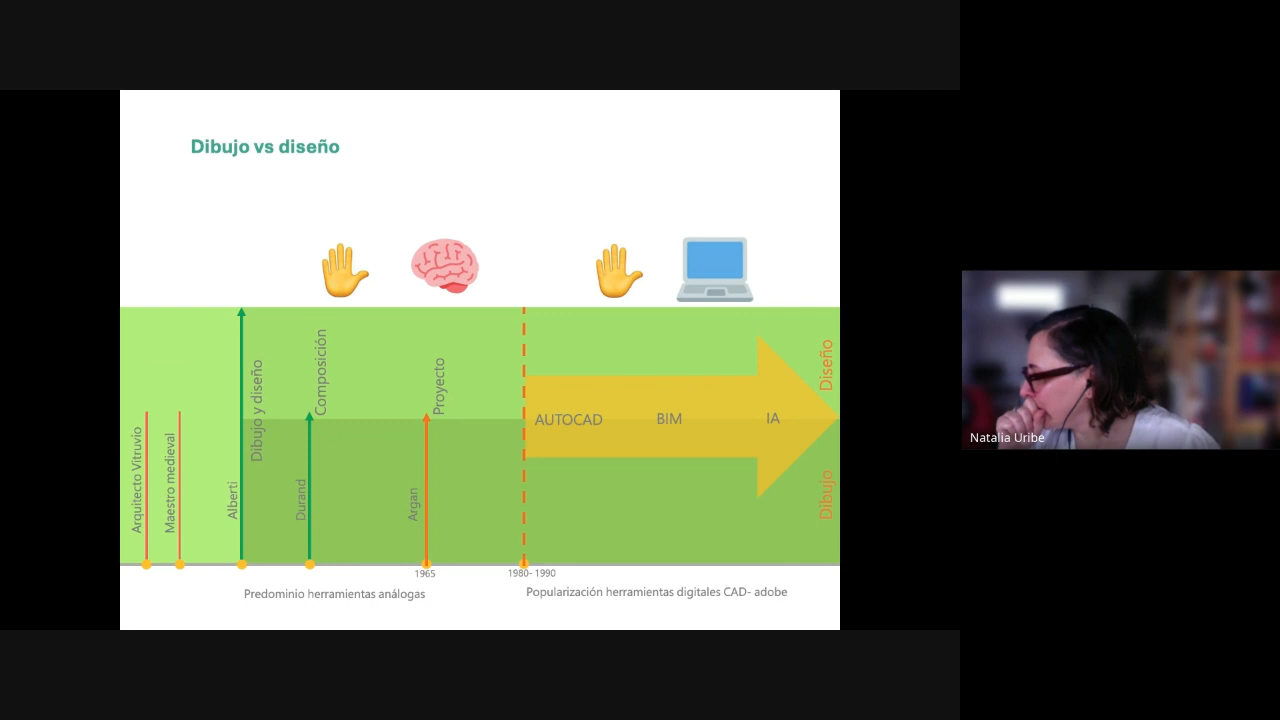 Dibujo vs diseño
Arquitecto Vitruvio
Maestro medieval
Alberti
Dibujo y diseño
Durand
Composición
Argan
Proyecto
AUTOCAD
BIM
IA
Diseño
Dibujo
1965
1980- 1990
Predominio herramientas análogas
Popularización herramientas digitales CAD- adobe
Natalia Uribe